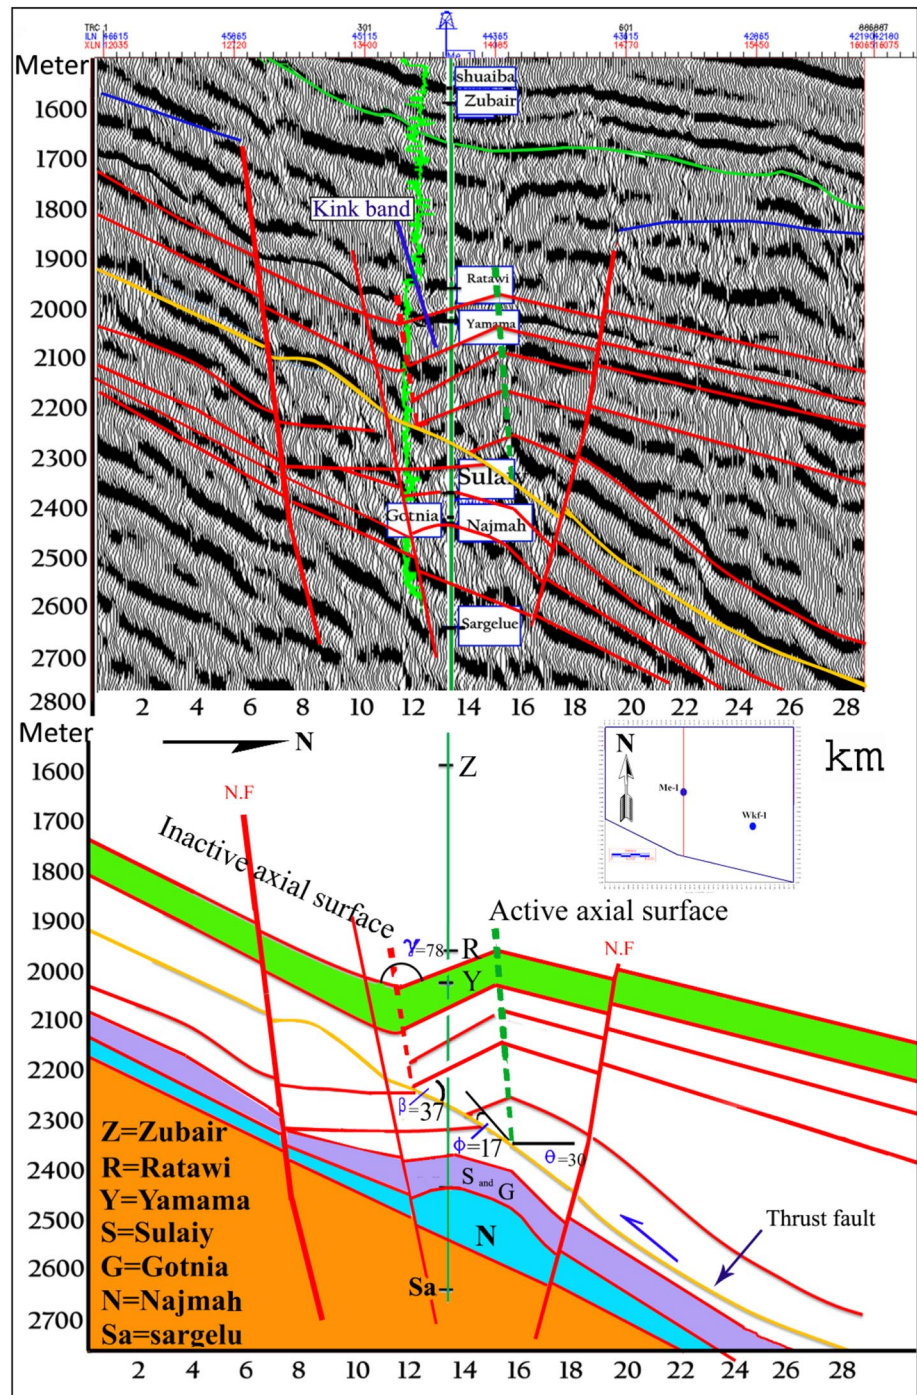 TRC 1 301 601
ILN 46615 45965 45115 44365 43615 42865
XLN 12035 12720 13400 14085 14770 15450 16065 16075
Meter
Me_1
shuaiba
1600
Zubair
1700
1800
Kink band
1900
Ratawi
2000
Yamama
2100
2200
2300
Sulaiy
2400
Gotnia
Najmah
2500
2600
Sargelue
2700
2800
2 4 6 8 10 12 14 16 18 20 22 24 26 28
Meter
N
N
km
Me-1
Wkf-1
1600
Z
N.F
1700
Inactive axial surface
1800
Active axial surface
1900
γ=78
R
N.F
2000
Y
2100
2200
β=37
2300
ϕ=17
θ=30
Z=Zubair
R=Ratawi
2400
S and G
Y=Yamama
S=Sulaiy
2500
N
Thrust fault
G=Gotnia
2600
Sa
N=Najmah
2700
Sa=sargelu
2 4 6 8 10 12 14 16 18 20 22 24 26 28